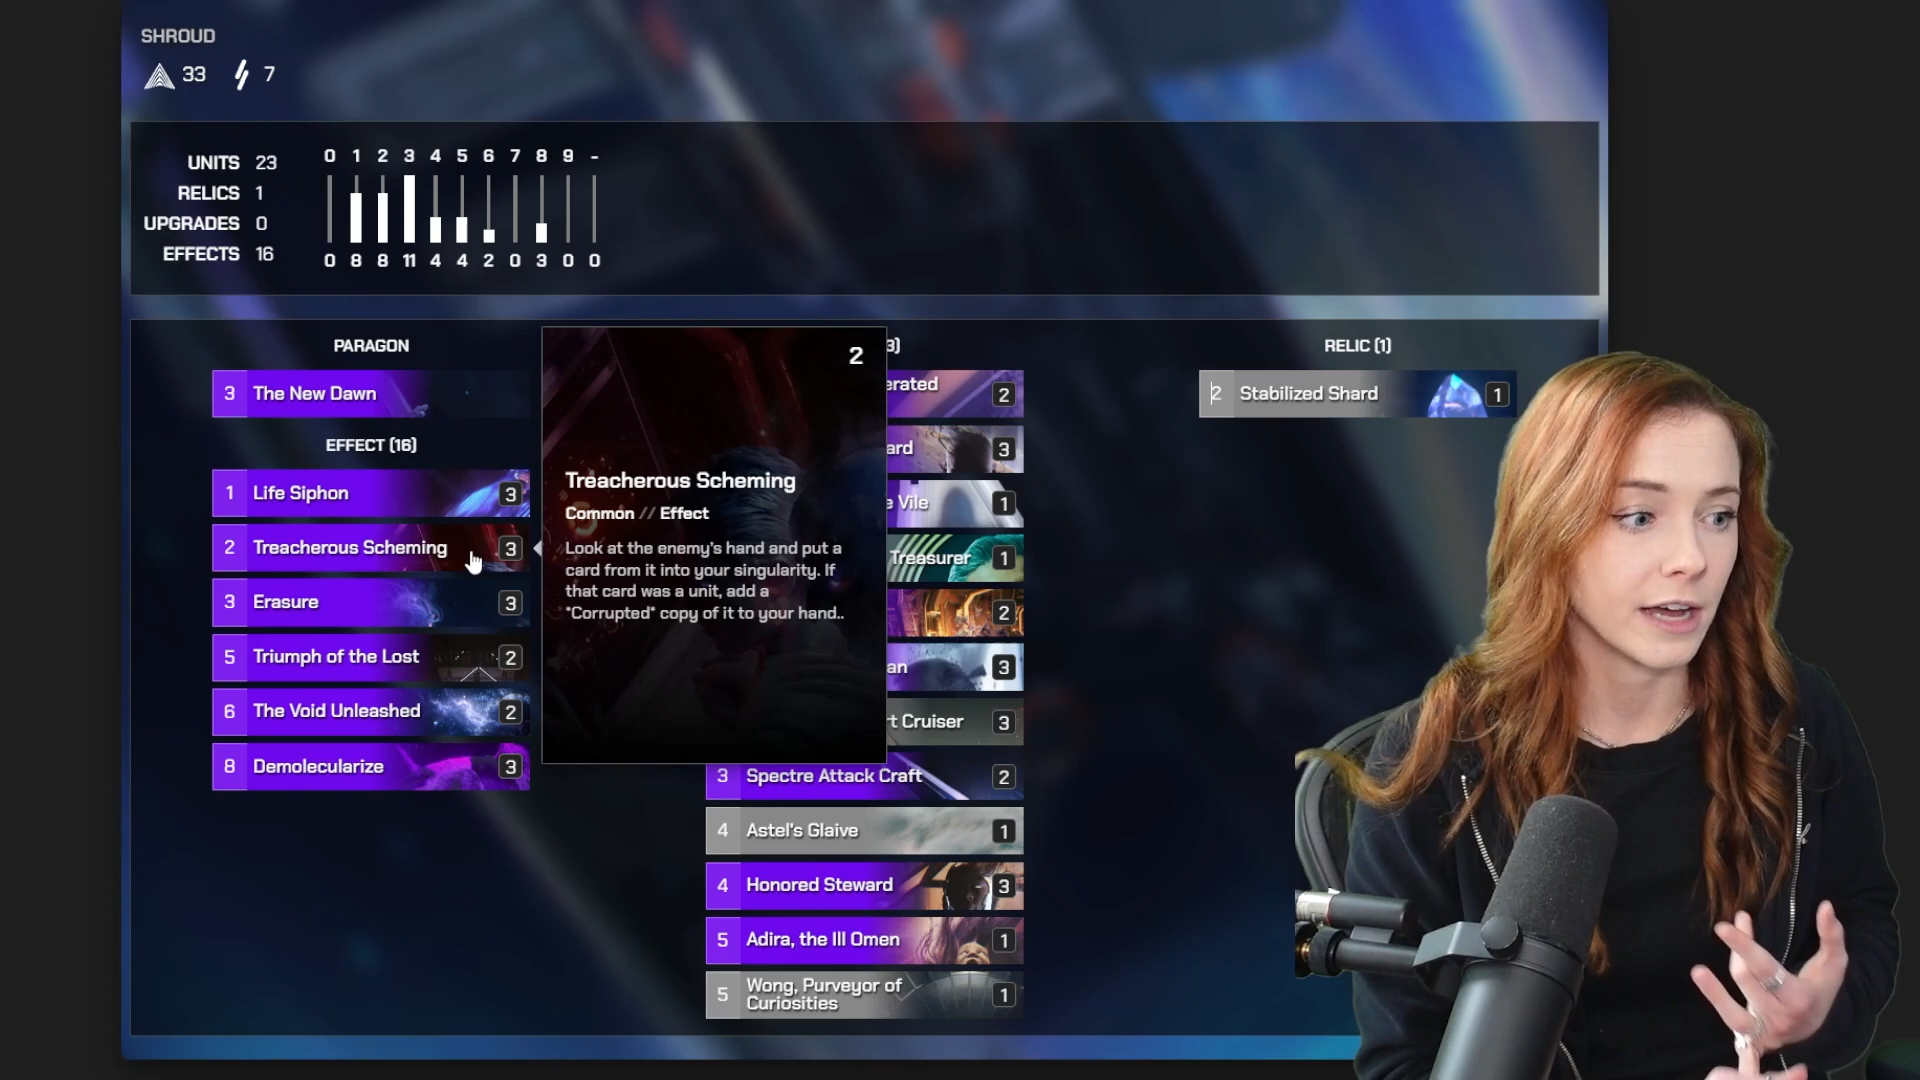 SHROUD
33 7
UNITS 23
RELICS 1
UPGRADES 0
EFFECTS 16
0 1 2 3 4 5 6 7 8 9 -
0 8 8 11 4 4 2 0 3 0 0
PARAGON
3 The New Dawn
EFFECT (16)
1 Life Siphon 3
2 Treacherous Scheming 3
3 Erasure 3
5 Triumph of the Lost 2
6 The Void Unleashed 2
8 Demolecularize 3
2
Treacherous Scheming
Common // Effect
Look at the enemy's hand and put a
card from it into your singularity. If
that card was a unit, add a
*Corrupted* copy of it to your hand..
3)
erated 2
ard 3
e Vile 1
Treasurer 1
2
an 3
rt Cruiser 3
3 Spectre Attack Craft 2
4 Astel's Glaive 1
4 Honored Steward 3
5 Adira, the Ill Omen 1
5 Wong, Purveyor of
Curiosities 1
RELIC (1)
2 Stabilized Shard 1